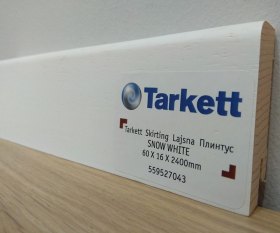 Tarkett
Tarkett Skirting Lajsna Плинтус
SNOW WHITE
60 X 16 X 2400mm
559527043